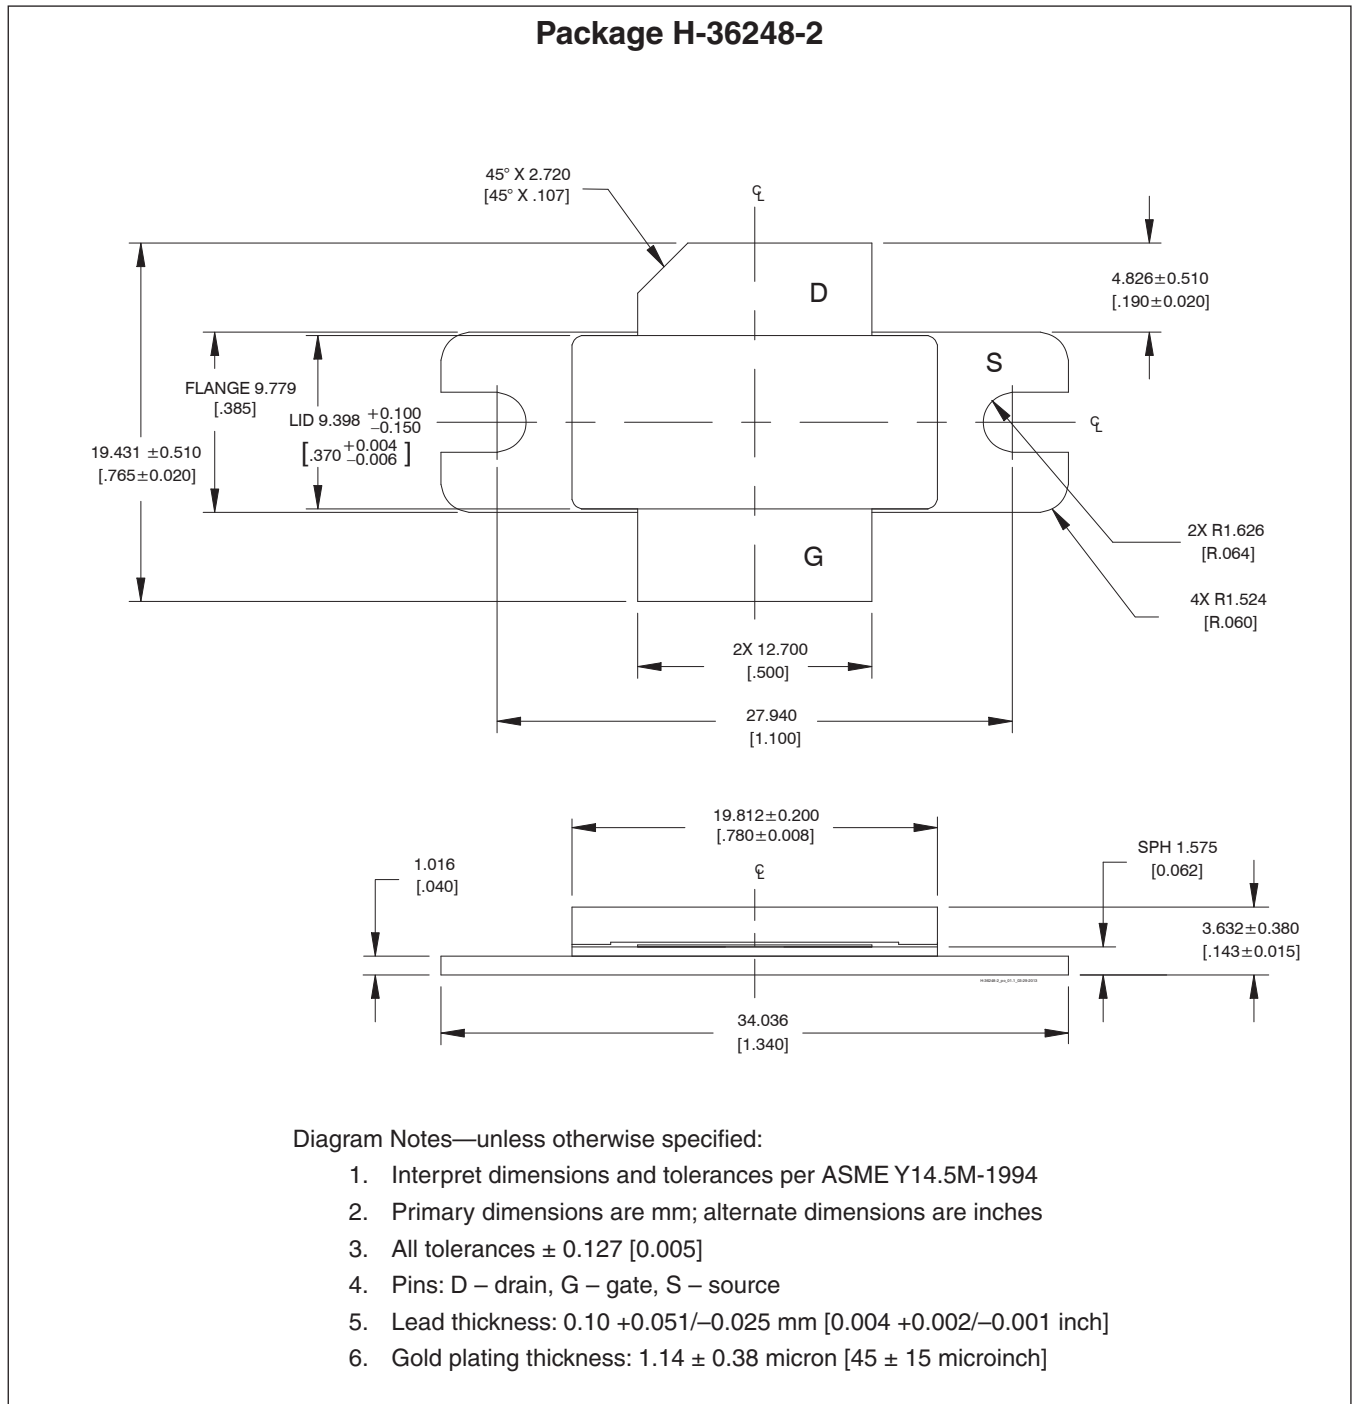 Package H-36248-2
45° X 2.720
[45° X .107]
CL
D
4.826±0.510
[.190±0.020]
S
FLANGE 9.779
[.385]
LID 9.398 +0.100 –0.150
[.370 +0.004 –0.006]
CL
19.431 ±0.510
[.765±0.020]
2X R1.626
[R.064]
G
4X R1.524
[R.060]
2X 12.700
[.500]
27.940
[1.100]
19.812±0.200
[.780±0.008]
SPH 1.575
[0.062]
1.016
[.040]
CL
3.632±0.380
[.143±0.015]
34.036
[1.340]
Diagram Notes—unless otherwise specified:
1. Interpret dimensions and tolerances per ASME Y14.5M-1994
2. Primary dimensions are mm; alternate dimensions are inches
3. All tolerances ± 0.127 [0.005]
4. Pins: D – drain, G – gate, S – source
5. Lead thickness: 0.10 +0.051/–0.025 mm [0.004 +0.002/–0.001 inch]
6. Gold plating thickness: 1.14 ± 0.38 micron [45 ± 15 microinch]